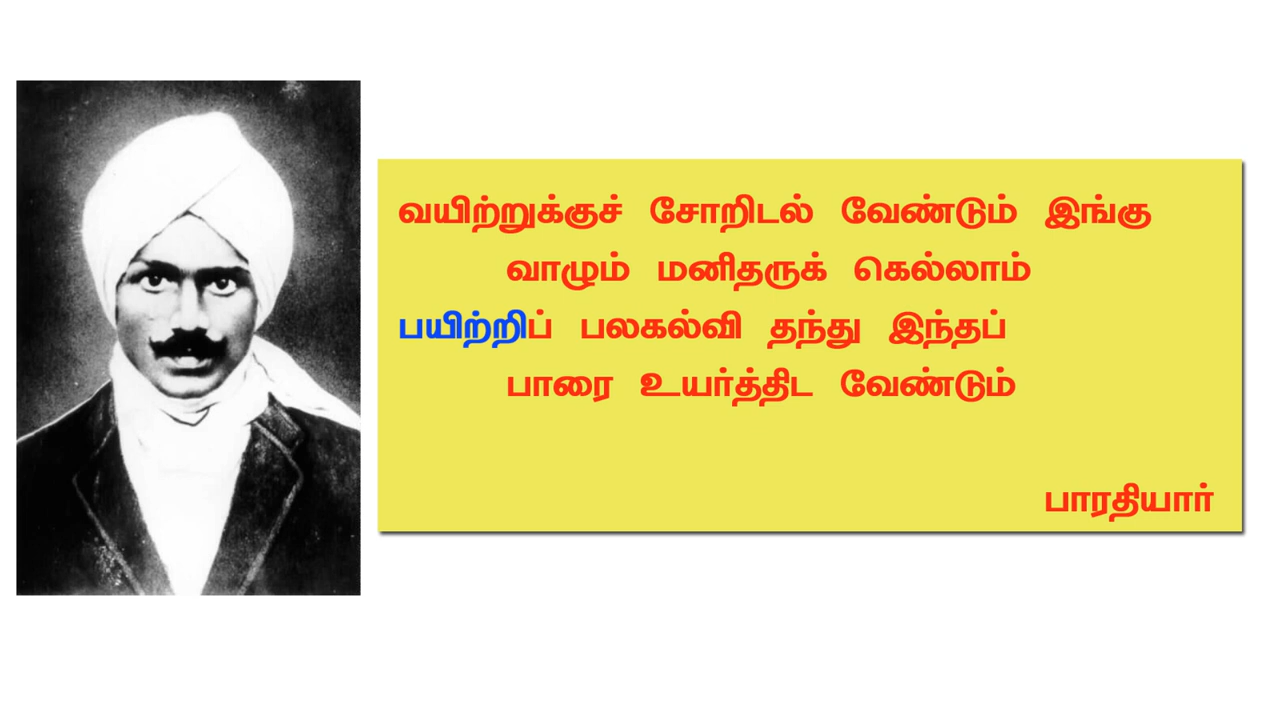 வயிற்றுக்குச் சோறிடல் வேண்டும் இங்கு
வாழும் மனிதருக் கெல்லாம்
பயிற்றிப் பலகல்வி தந்து இந்தப்
பாரை உயர்த்திட வேண்டும்
பாரதியார்